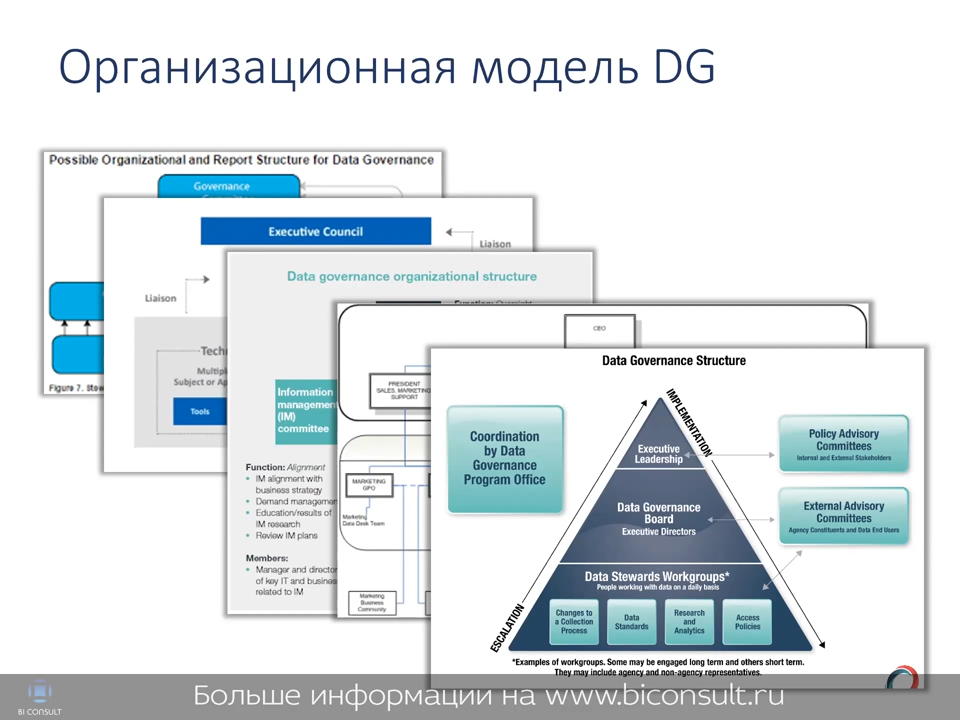 Организационная модель DG
Possible Organizational and Report Structure for Data Governance
Governance
Executive Council
Liaison
Liaison
Data governance organizational structure
Tools
Subject or
Figure 7.
Information
management
(IM)
committee
Function: Alignment
• IM alignment with
business strategy
• Demand management
• Education/results of
IM research
• Review IM plans
Members:
• Manager and
of key IT and
related to IM
CEO
PRESIDENT
SALES, MARKETING
SUPPORT
MARKETING
GPO
Marketing
Data Desk Team
Marketing
Business
Community
Data Governance Structure
Coordination
by Data
Governance
Program Office
IMPLEMENTATION
ESCALATION
Executive
Leadership
Data Governance
Board
Executive Directors
Data Stewards Workgroups*
People working with data on a daily basis
Changes to
a Collection
Process
Data
Standards
Research
and
Analytics
Access
Policies
Policy Advisory
Committees
Internal and External Stakeholders
External Advisory
Committees
Agency Constituents and Data End Users
*Examples of workgroups. Some may be engaged long term and others short term.
They may include agency and non-agency representatives.
BI CONSULT
Больше информации на www.biconsult.ru